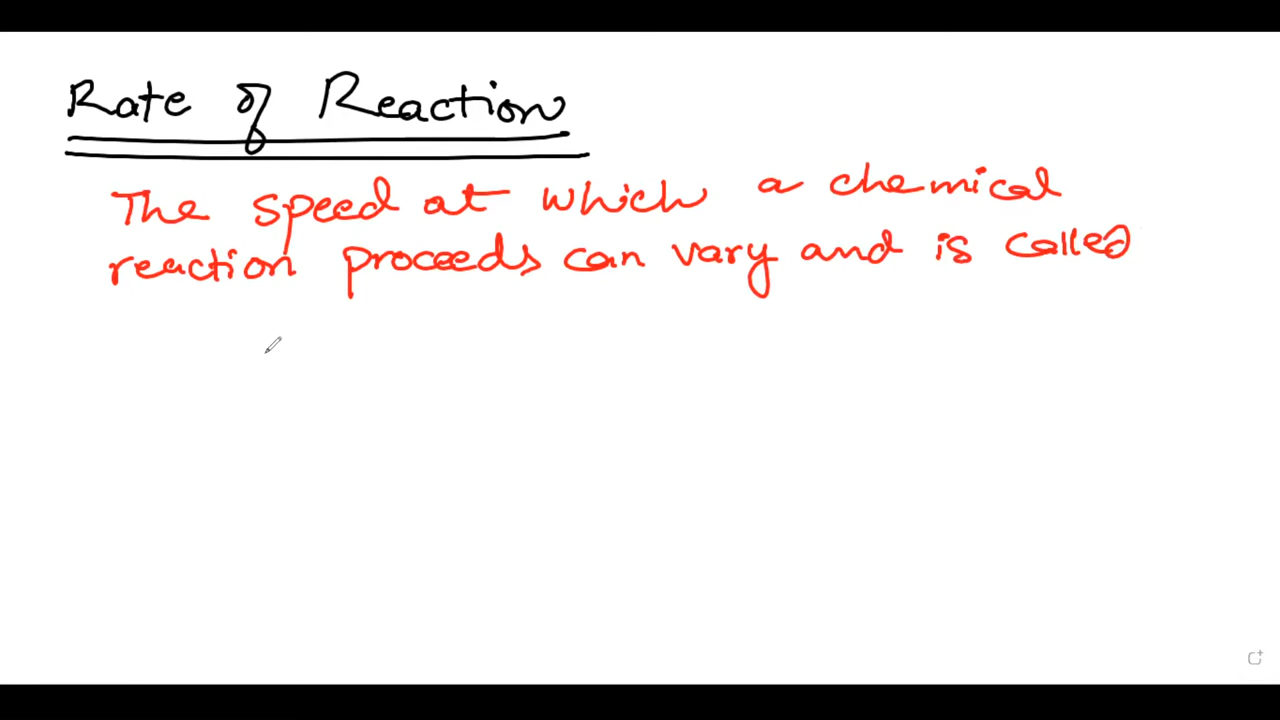 Rate of Reaction
The speed at which a chemical
reaction proceeds can vary and is called